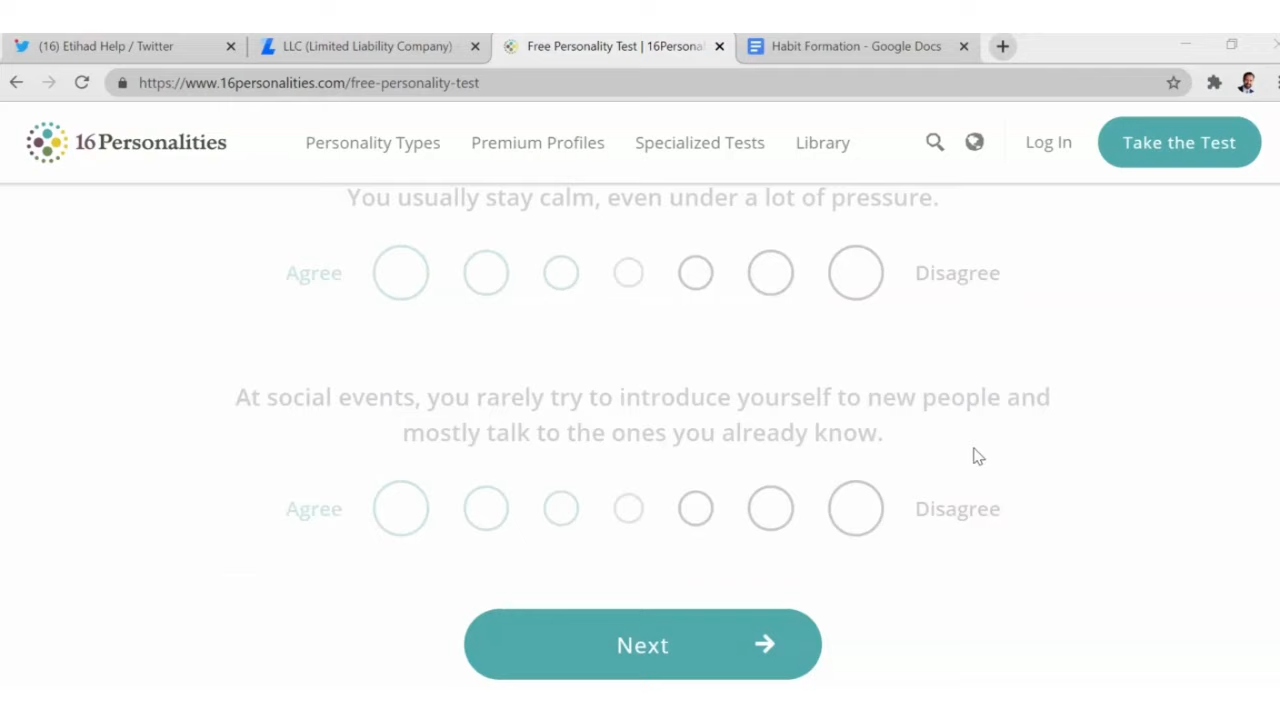 (16) Etihad Help / Twitter
LLC (Limited Liability Company)
Free Personality Test | 16Persona
Habit Formation - Google Docs
https://www.16personalities.com/free-personality-test
16Personalities
Personality Types
Premium Profiles
Specialized Tests
Library
Log In
Take the Test
You usually stay calm, even under a lot of pressure.
Agree
Disagree
At social events, you rarely try to introduce yourself to new people and
mostly talk to the ones you already know.
Agree
Disagree
Next